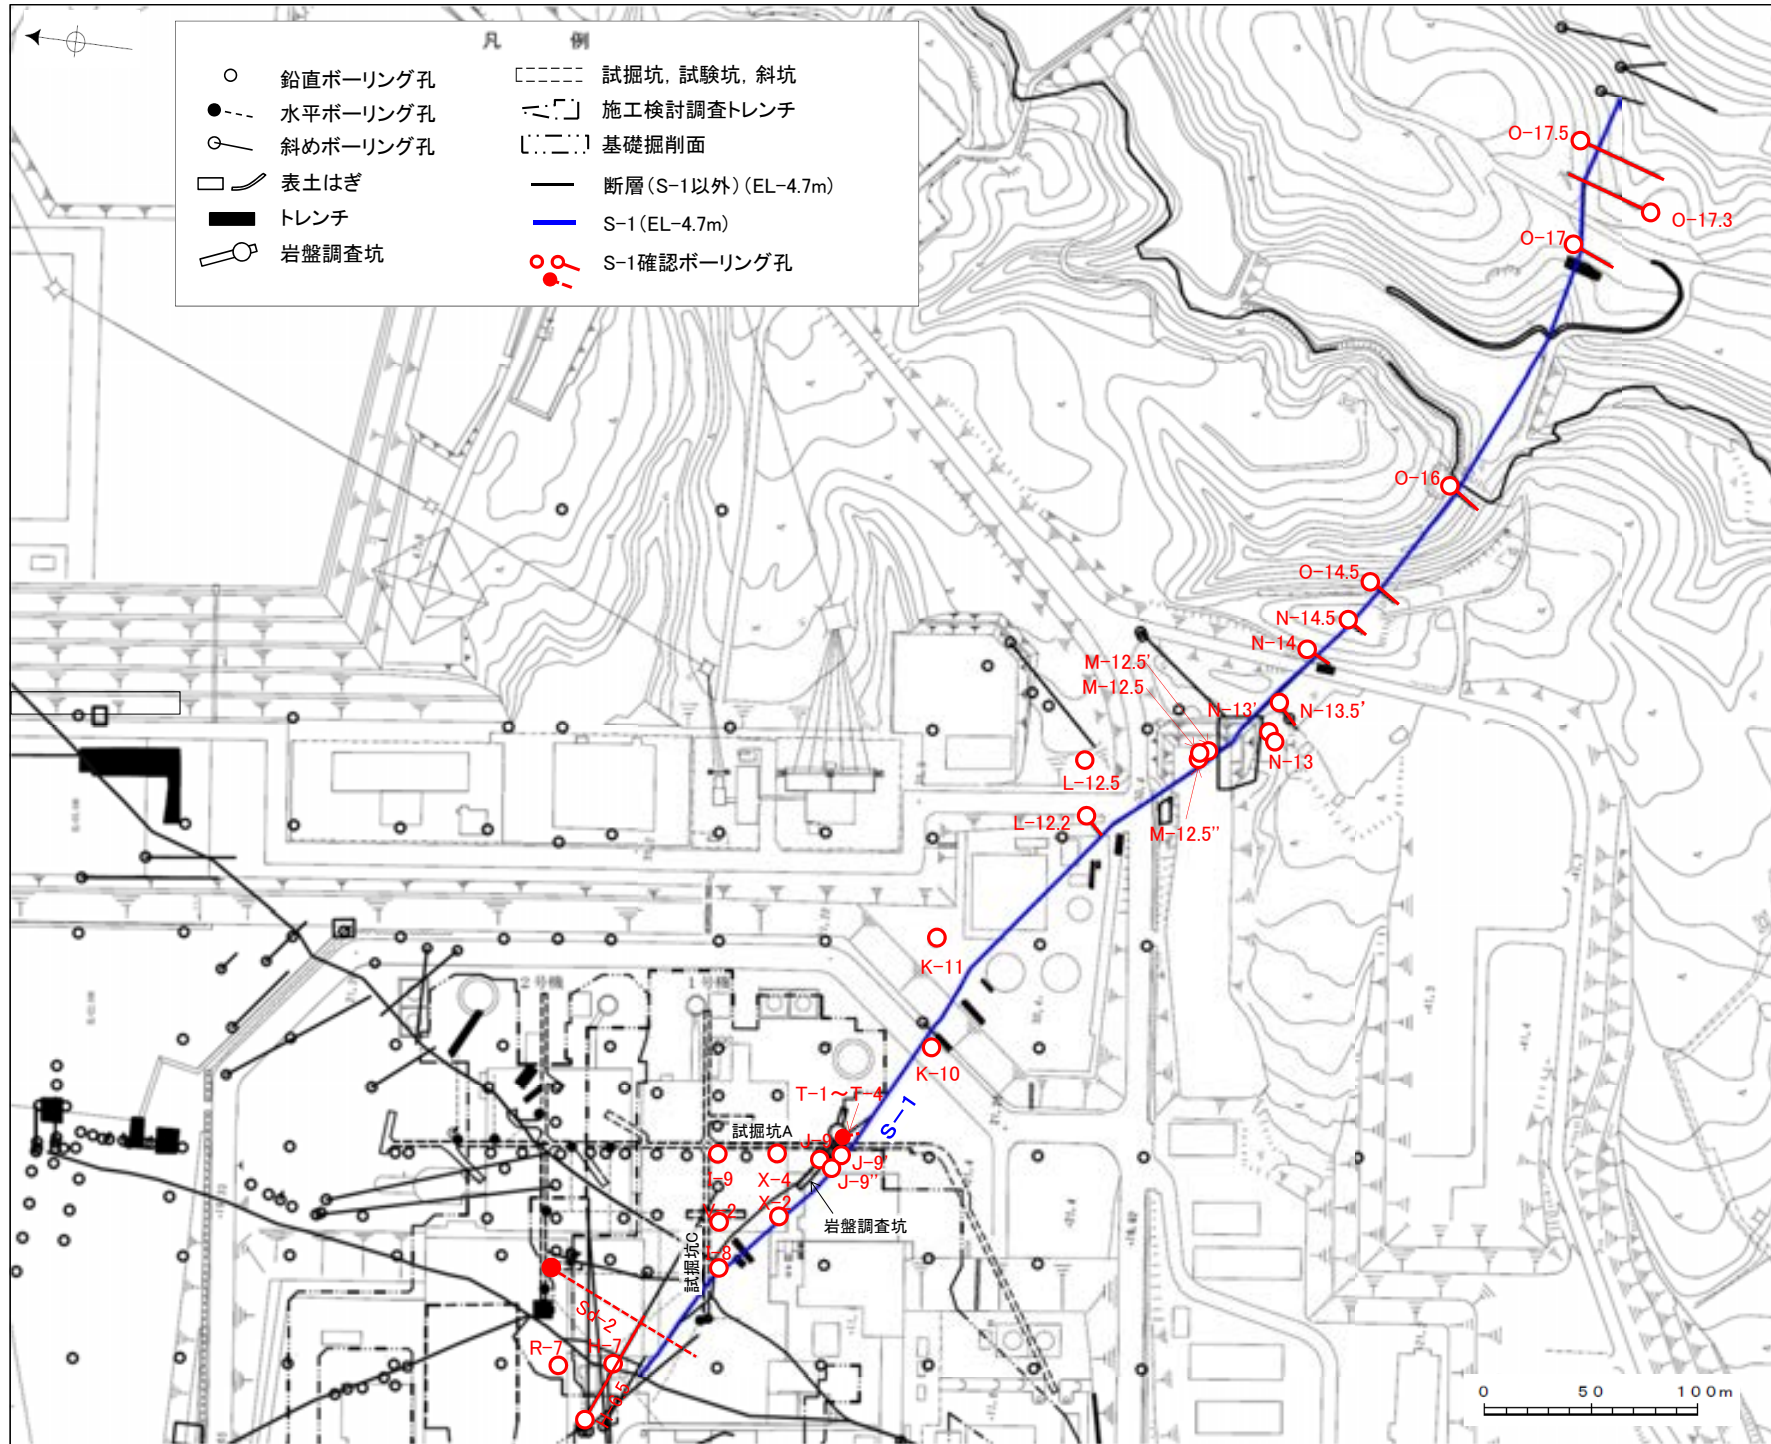 凡 例
鉛直ボーリング孔
水平ボーリング孔
斜めボーリング孔
表土はぎ
トレンチ
岩盤調査坑
試掘坑, 試験坑, 斜坑
施工検討調査トレンチ
基礎掘削面
断層(S-1以外)(EL-4.7m)
S-1(EL-4.7m)
S-1確認ボーリング孔
O-17.5
O-17.3
O-17
O-16
O-14.5
N-14.5
N-14
M-12.5'
M-12.5
N-13'
N-13.5'
N-13
L-12.5
L-12.2
M-12.5''
K-11
2号機
1号機
K-10
T-1～T-4
S-1
試掘坑A
J-9
J-9'
I-9
X-4
J-9''
X-2
岩盤調査坑
I-8
試掘坑C
Sd-2
R-7
H-7
0 50 100m